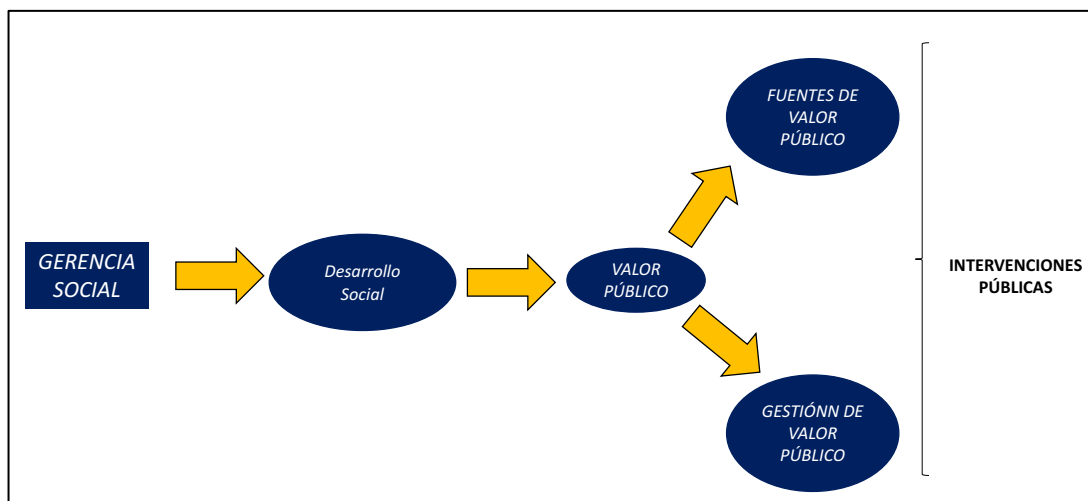 GERENCIA
SOCIAL
Desarrollo
Social
VALOR
PÚBLICO
FUENTES DE
VALOR
PÚBLICO
GESTIÓNN DE
VALOR
PÚBLICO
INTERVENCIONES
PÚBLICAS